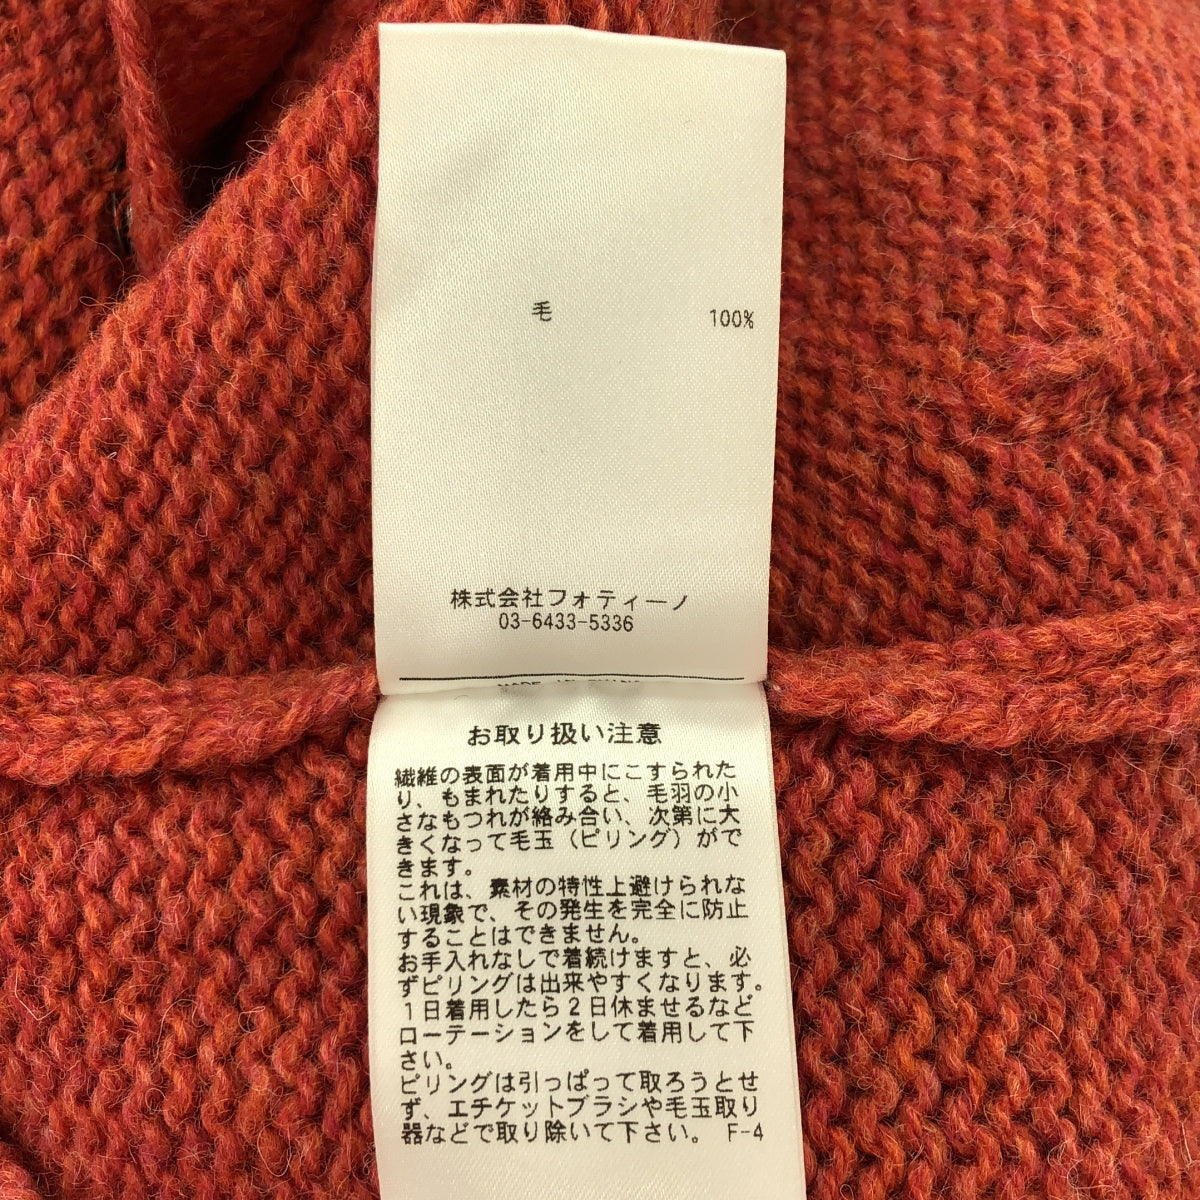 毛 100%
株式会社フォティーノ
03-6433-5336
お取り扱い注意
繊維の表面が着用中にこすられた
り、もまれたりすると、毛羽の小
さなもつれが絡み合い、次第に大
きくなって毛玉（ピリング）がで
きます。
これは、素材の特性上避けられな
い現象で、その発生を完全に防止
することはできません。
お手入れなしで着続けますと、必
ずピリングは出来やすくなります。
１日着用したら２日休ませるなど
ローテーションをして着用して下
さい。
ピリングは引っぱって取ろうとせ
ず、エチケットブラシや毛玉取り
器などで取り除いて下さい。 F-4